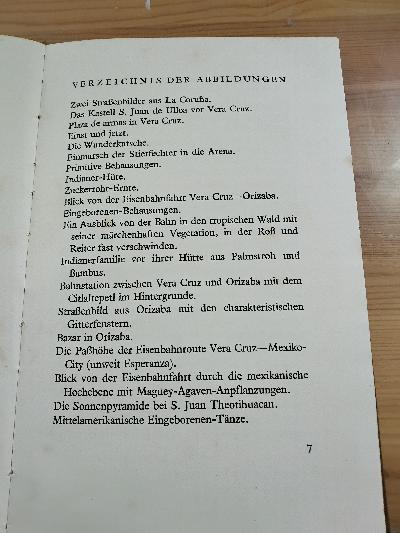 VERZEICHNIS DER ABBILDUNGEN
Zwei Straßenbilder aus La Coruña.
Das Kastell S. Juan de Ulloa vor Vera Cruz.
Plaza de armas in Vera Cruz.
Einst und jetzt.
Die Wunderkutsche.
Einmarsch der Stierfechter in die Arena.
Primitive Behausungen.
Indianer-Hütte.
Zuckerrohr-Ernte.
Blick von der Eisenbahnfahrt Vera Cruz—Orizaba.
Eingeborenen-Behausungen.
Ein Ausblick von der Bahn in den tropischen Wald mit
seiner märchenhaften Vegetation, in der Roß und
Reiter fast verschwinden.
Indianerfamilie vor ihrer Hütte aus Palmstroh und
Bambus.
Bahnstation zwischen Vera Cruz und Orizaba mit dem
Citlaltepetl im Hintergrunde.
Straßenbild aus Orizaba mit den charakteristischen
Gitterfenstern.
Bazar in Orizaba.
Die Paßhöhe der Eisenbahnroute Vera Cruz—Mexiko-
City (unweit Esperanza).
Blick von der Eisenbahnfahrt durch die mexikanische
Hochebene mit Maguey-Agaven-Anpflanzungen.
Die Sonnenpyramide bei S. Juan Theotihuacan.
Mittelamerikanische Eingeborenen-Tänze.
7